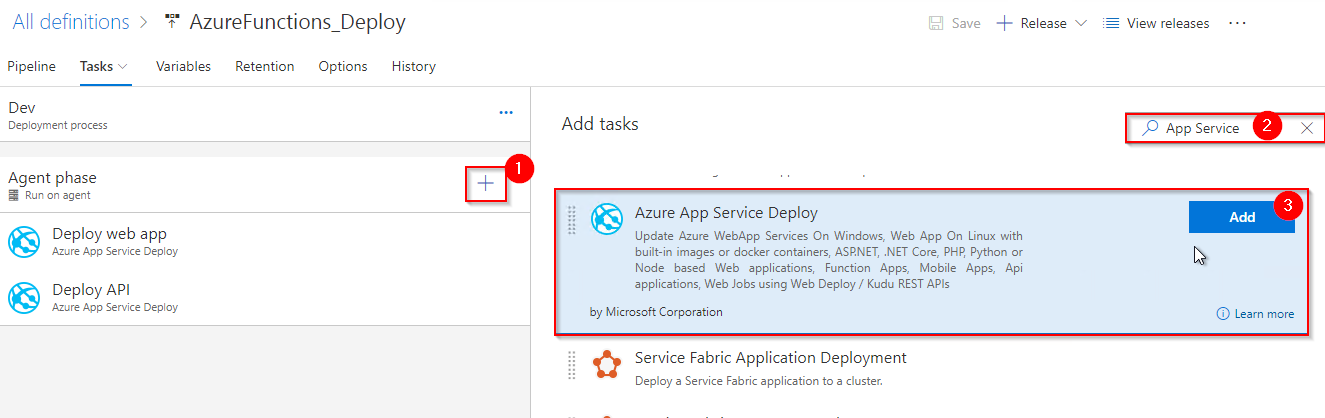 All definitions > AzureFunctions_Deploy
Save + Release View releases ...
Pipeline Tasks Variables Retention Options History
Dev
Deployment process
...
Add tasks
App Service
2
Agent phase
Run on agent
1
Azure App Service Deploy
Add
3
Update Azure WebApp Services On Windows, Web App On Linux with
built-in images or docker containers, ASP.NET, .NET Core, PHP, Python or
Node based Web applications, Function Apps, Mobile Apps, Api
applications, Web Jobs using Web Deploy / Kudu REST APIs
by Microsoft Corporation
Learn more
Deploy web app
Azure App Service Deploy
Deploy API
Azure App Service Deploy
Service Fabric Application Deployment
Deploy a Service Fabric application to a cluster.